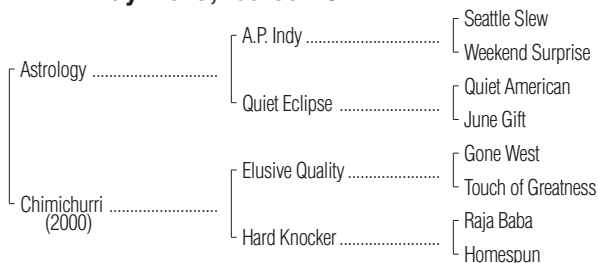 Seattle Slew
A.P. Indy
Weekend Surprise
Astrology
Quiet American
Quiet Eclipse
June Gift
Gone West
Elusive Quality
Touch of Greatness
Chimichurri
(2000)
Raja Baba
Hard Knocker
Homespun